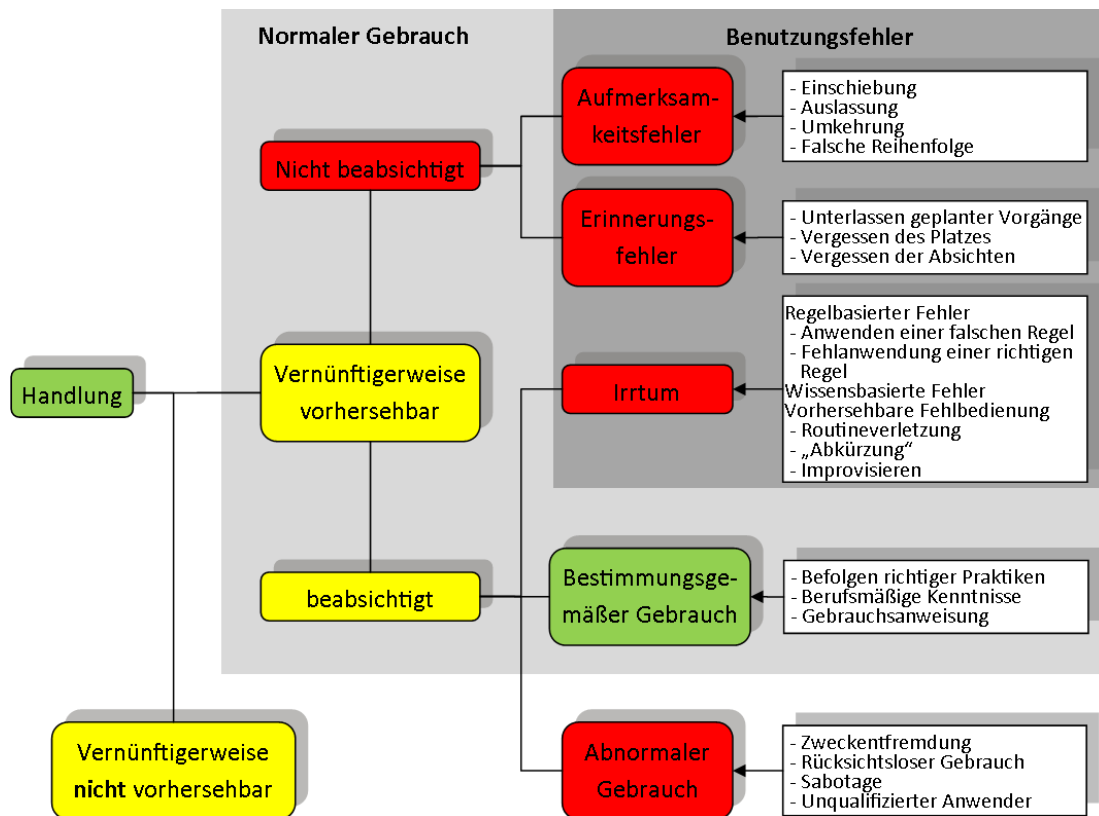 Normaler Gebrauch
Benutzungsfehler
Aufmerksam-
keitsfehler
- Einschiebung
- Auslassung
- Umkehrung
- Falsche Reihenfolge
Nicht beabsichtigt
Erinnerungs-
fehler
- Unterlassen geplanter Vorgänge
- Vergessen des Platzes
- Vergessen der Absichten
Handlung
Vernünftigerweise
vorhersehbar
Irrtum
Regelbasierter Fehler
- Anwenden einer falschen Regel
- Fehlanwendung einer richtigen
Regel
Wissensbasierte Fehler
Vorhersehbare Fehlbedienung
- Routineverletzung
- „Abkürzung“
- Improvisieren
beabsichtigt
Bestimmungsge-
mäßer Gebrauch
- Befolgen richtiger Praktiken
- Berufsmäßige Kenntnisse
- Gebrauchsanweisung
Vernünftigerweise
nicht vorhersehbar
Abnormaler
Gebrauch
- Zweckentfremdung
- Rücksichtsloser Gebrauch
- Sabotage
- Unqualifizierter Anwender